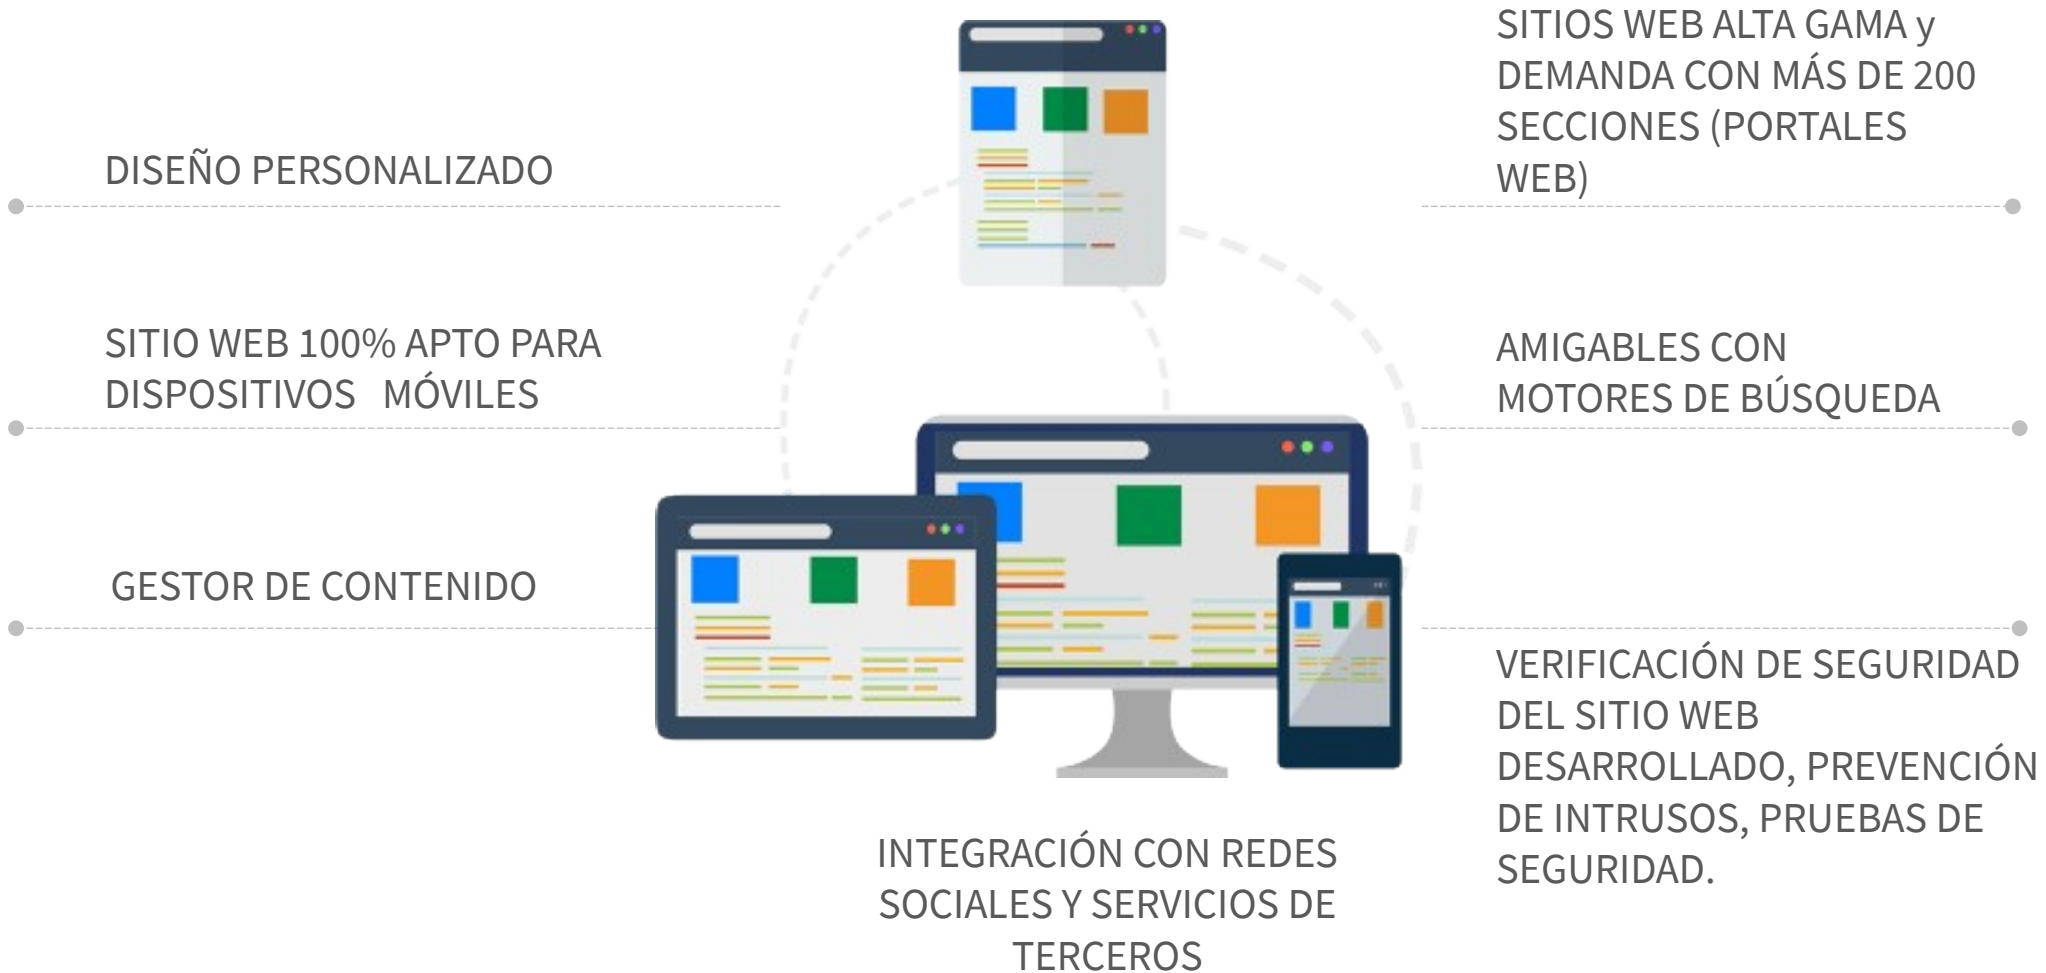 DISEÑO PERSONALIZADO
SITIO WEB 100% APTO PARA
DISPOSITIVOS MÓVILES
GESTOR DE CONTENIDO
SITIOS WEB ALTA GAMA y
DEMANDA CON MÁS DE 200
SECCIONES (PORTALES
WEB)
AMIGABLES CON
MOTORES DE BÚSQUEDA
VERIFICACIÓN DE SEGURIDAD
DEL SITIO WEB
DESARROLLADO, PREVENCIÓN
DE INTRUSOS, PRUEBAS DE
SEGURIDAD.
INTEGRACIÓN CON REDES
SOCIALES Y SERVICIOS DE
TERCEROS